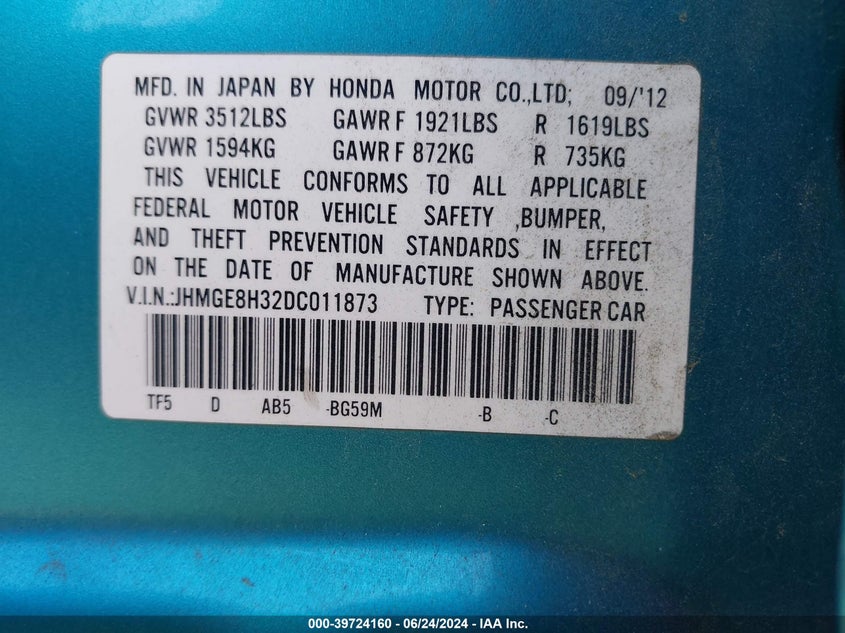 MFD. IN JAPAN BY HONDA MOTOR CO.,LTD; 09/'12
GVWR 3512LBS GAWR F 1921LBS R 1619LBS
GVWR 1594KG GAWR F 872KG R 735KG
THIS VEHICLE CONFORMS TO ALL APPLICABLE
FEDERAL MOTOR VEHICLE SAFETY ,BUMPER,
AND THEFT PREVENTION STANDARDS IN EFFECT
ON THE DATE OF MANUFACTURE SHOWN ABOVE.
V.I.N.:JHMGE8H32DC011873 TYPE: PASSENGER CAR
TF5 D AB5 -BG59M -B -C
000-39724160 - 06/24/2024 - IAA Inc.